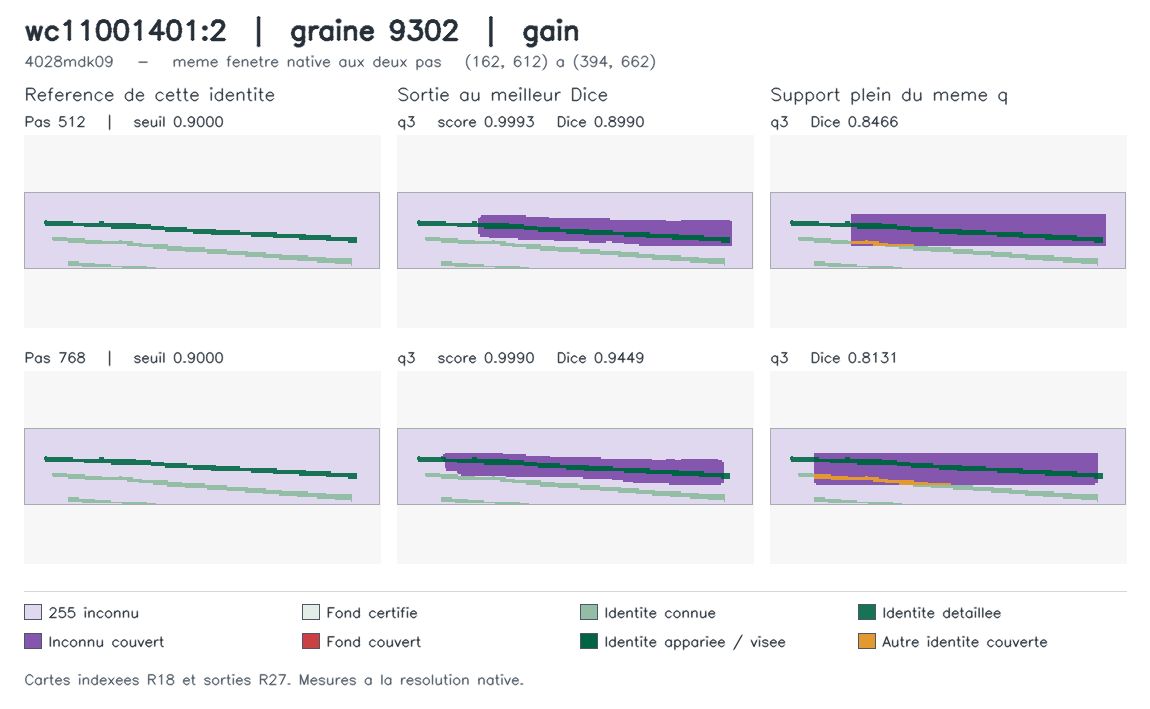 wc11001401:2 | graine 9302 | gain
4028mdk09 — meme fenetre native aux deux pas (162, 612) a (394, 662)
Reference de cette identite Sortie au meilleur Dice Support plein du meme q
Pas 512 | seuil 0.9000 q3 score 0.9993 Dice 0.8990 q3 Dice 0.8466
Pas 768 | seuil 0.9000 q3 score 0.9990 Dice 0.9449 q3 Dice 0.8131
255 inconnu Fond certifie Identite connue Identite detaillee
Inconnu couvert Fond couvert Identite appariee / visee Autre identite couverte
Cartes indexees R18 et sorties R27. Mesures a la resolution native.